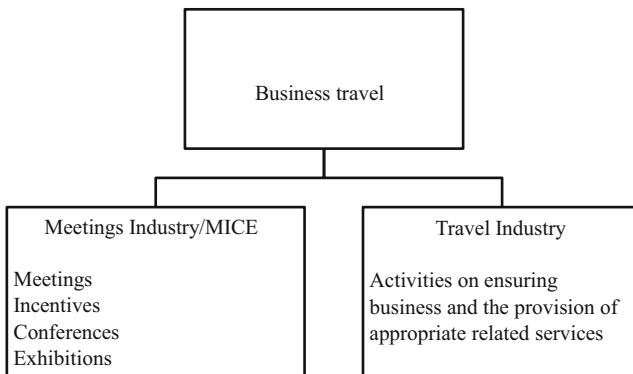 Business travel
Meetings Industry/MICE
Meetings
Incentives
Conferences
Exhibitions
Travel Industry
Activities on ensuring
business and the provision of
appropriate related services